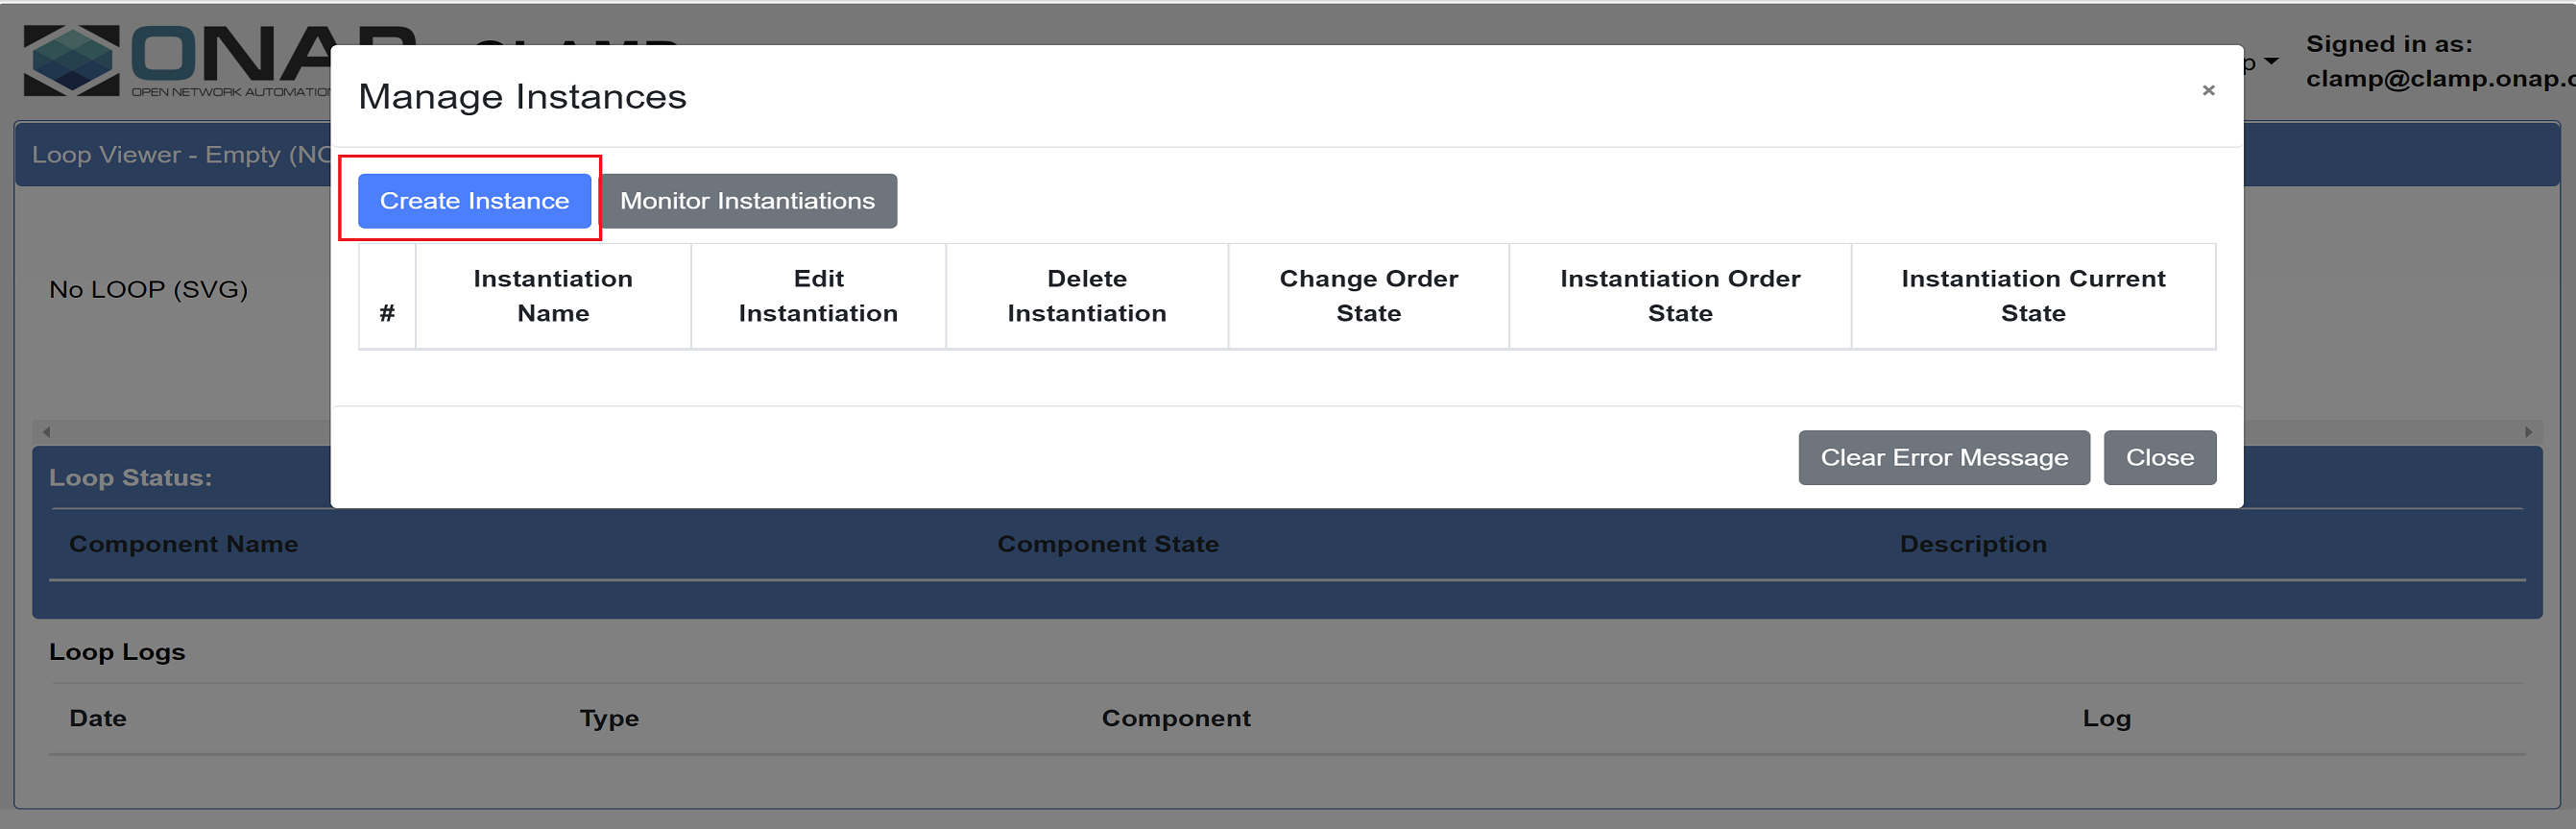 ONAP
OPEN NETWORK AUTOMATION
Signed in as:
clamp@clamp.onap.o
Manage Instances
×
Loop Viewer - Empty (NO
Create Instance Monitor Instantiations
No LOOP (SVG)
# Instantiation Name Edit Instantiation Delete Instantiation Change Order State Instantiation Order State Instantiation Current State
Clear Error Message Close
Loop Status:
Component Name Component State Description
Loop Logs
Date Type Component Log